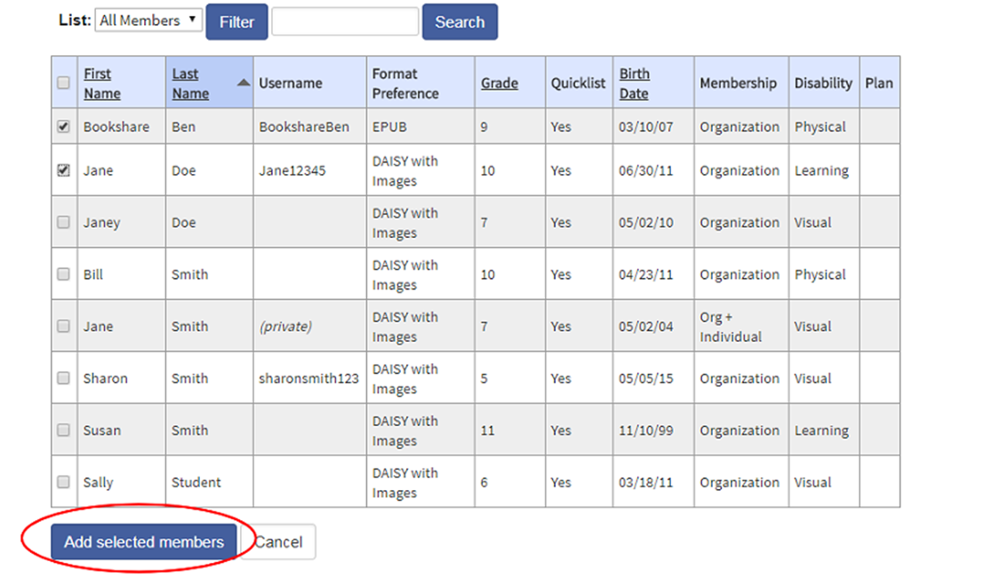 List: All Members Filter Search
First Name Last Name Username Format Preference Grade Quicklist Birth Date Membership Disability Plan
Bookshare Ben BookshareBen EPUB 9 Yes 03/10/07 Organization Physical
Jane Doe Jane12345 DAISY with Images 10 Yes 06/30/11 Organization Learning
Janey Doe DAISY with Images 7 Yes 05/02/10 Organization Visual
Bill Smith DAISY with Images 10 Yes 04/23/11 Organization Physical
Jane Smith (private) DAISY with Images 7 Yes 05/02/04 Org + Individual Visual
Sharon Smith sharonsmith123 DAISY with Images 5 Yes 05/05/15 Organization Visual
Susan Smith DAISY with Images 11 Yes 11/10/99 Organization Learning
Sally Student DAISY with Images 6 Yes 03/18/11 Organization Visual
Add selected members Cancel